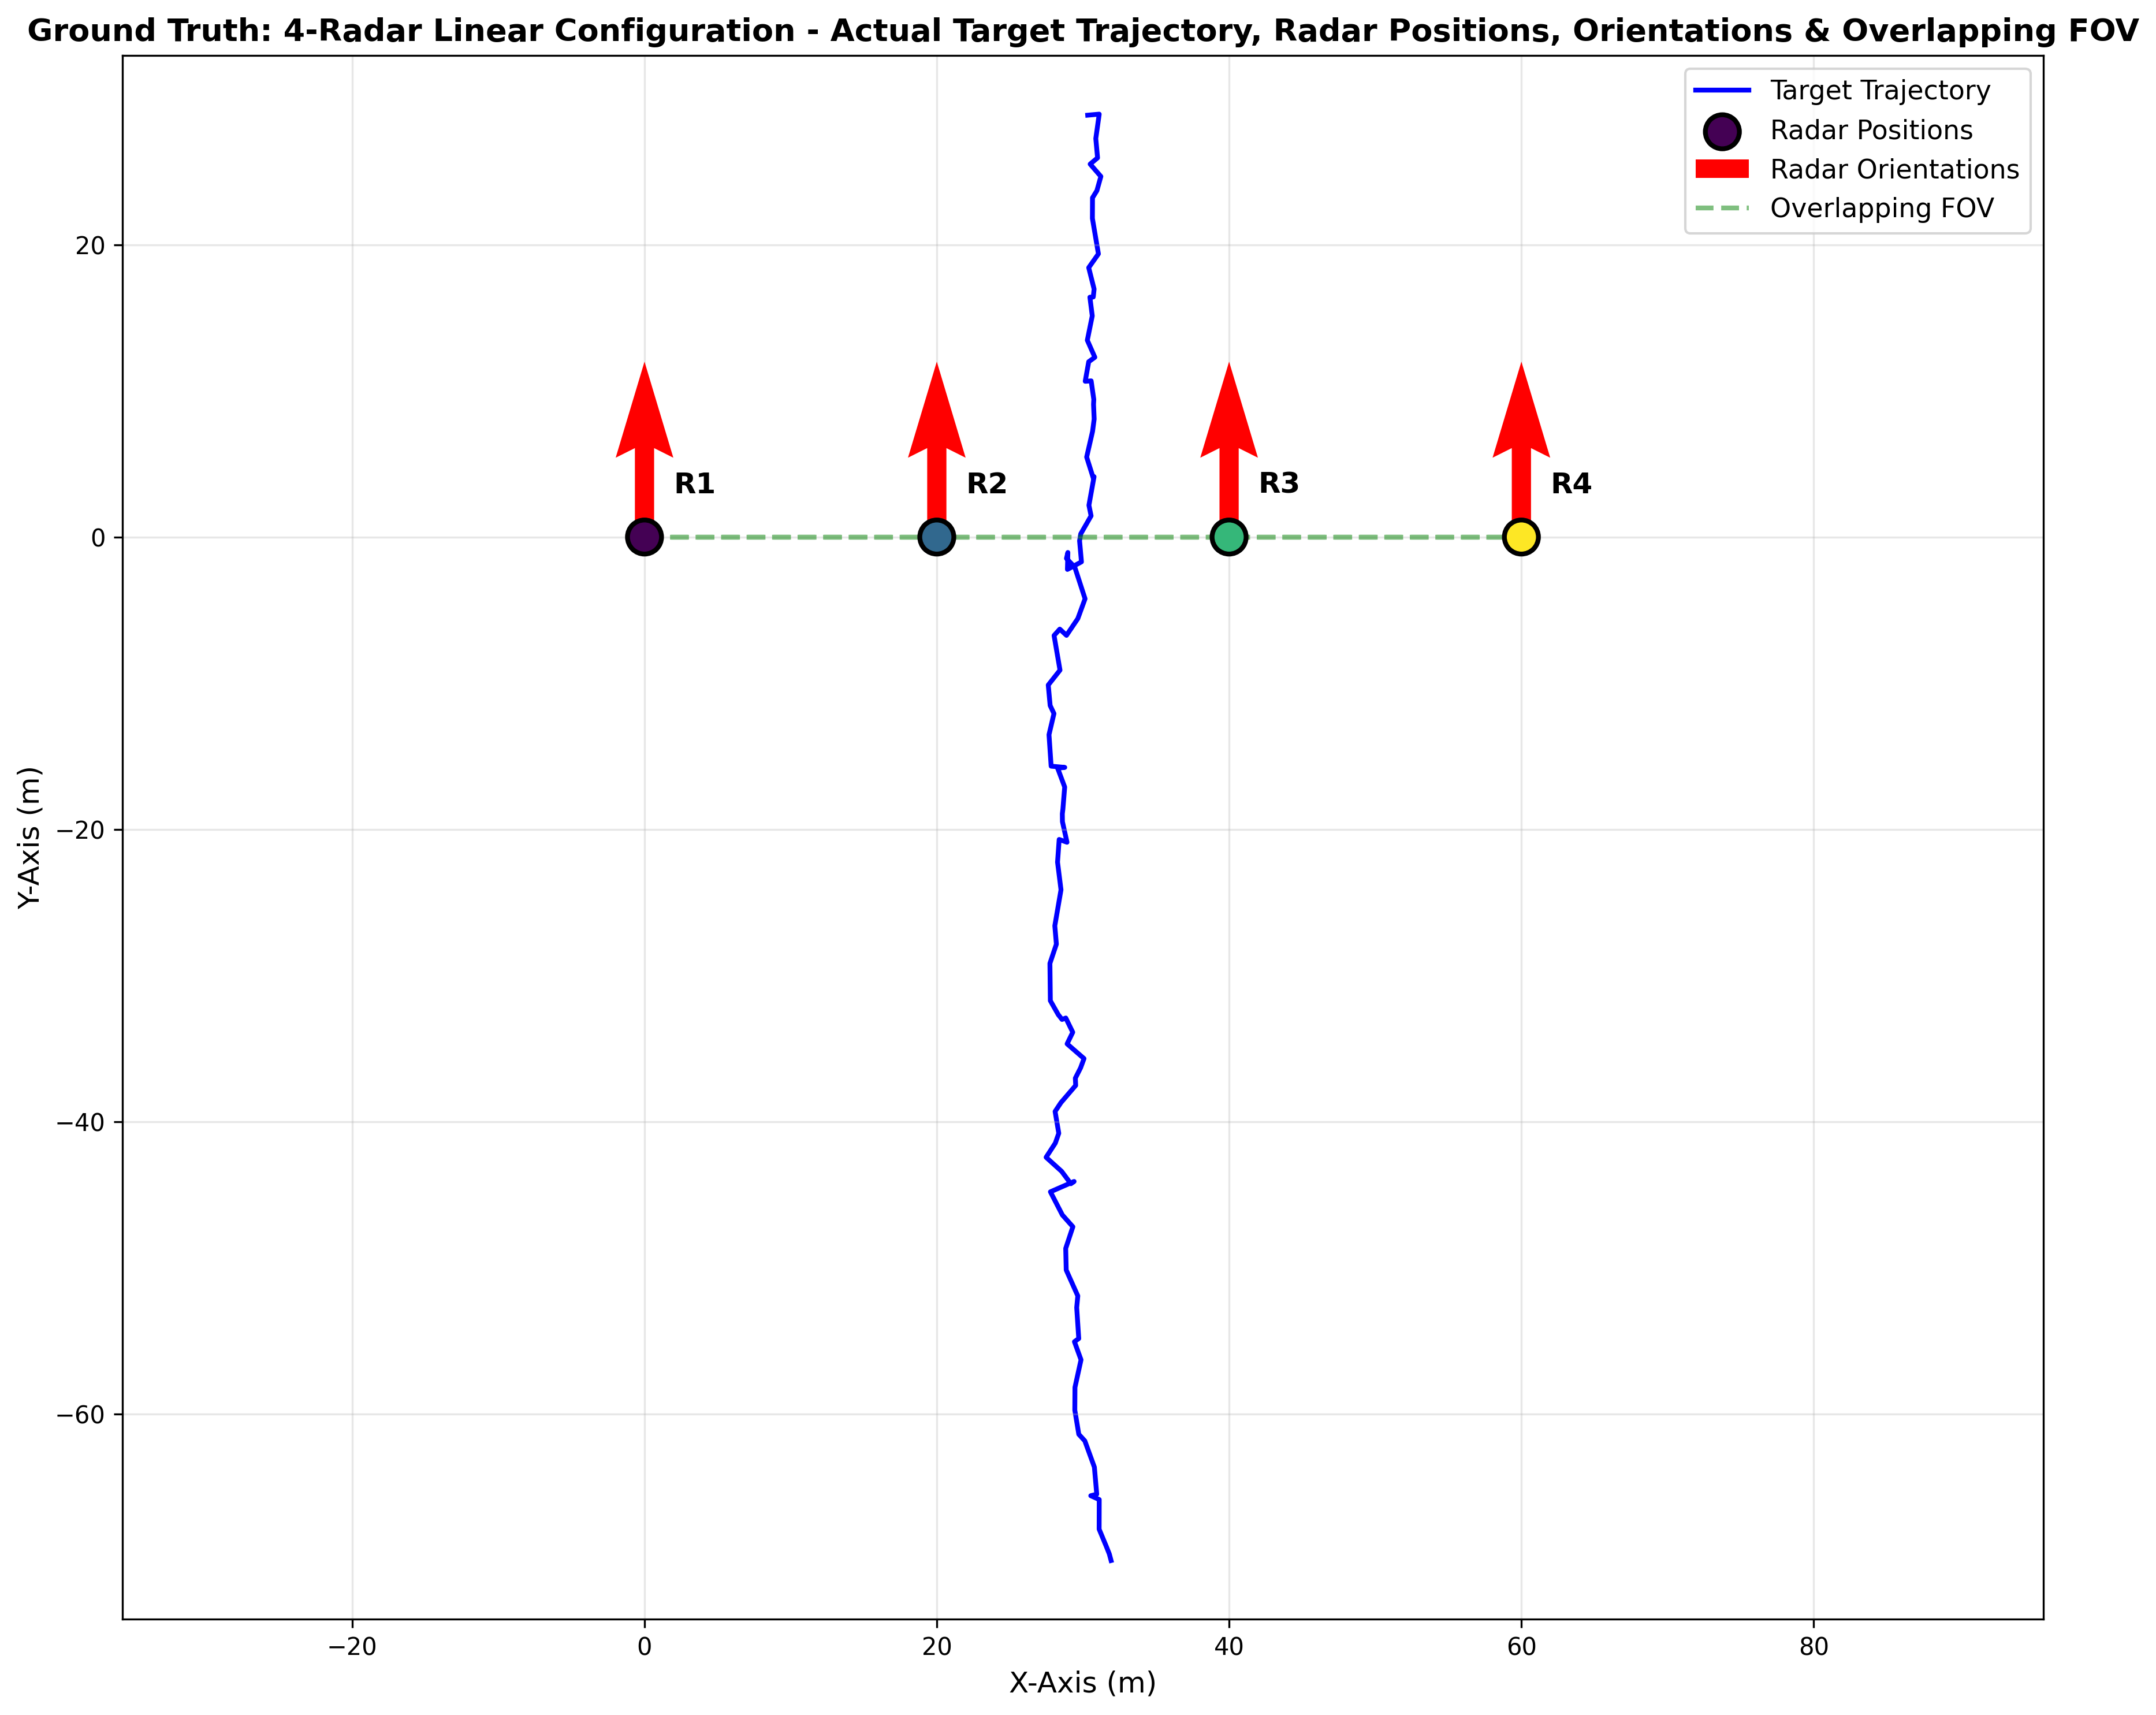 Ground Truth: 4-Radar Linear Configuration - Actual Target Trajectory, Radar Positions, Orientations & Overlapping FOV
Target Trajectory
Radar Positions
Radar Orientations
Overlapping FOV
20
0
−20
−40
−60
Y-Axis (m)
R1
R2
R3
R4
−20
0
20
40
60
80
X-Axis (m)